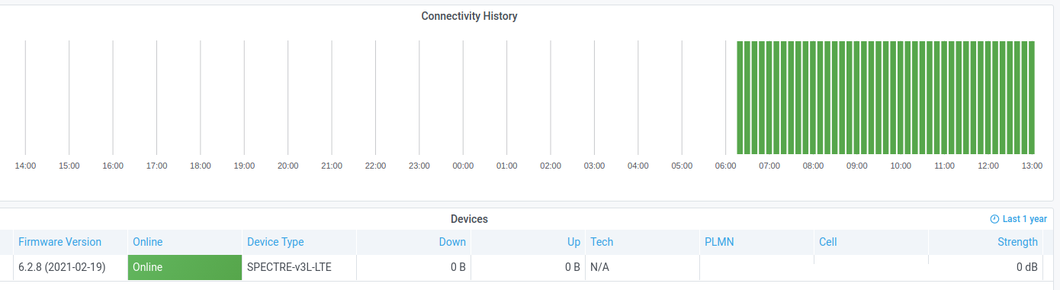 Connectivity History
14:00 15:00 16:00 17:00 18:00 19:00 20:00 21:00 22:00 23:00 00:00 01:00 02:00 03:00 04:00 05:00 06:00 07:00 08:00 09:00 10:00 11:00 12:00 13:00
Devices Last 1 year
Firmware Version Online Device Type Down Up Tech PLMN Cell Strength
6.2.8 (2021-02-19) Online SPECTRE-v3L-LTE 0 B 0 B N/A 0 dB